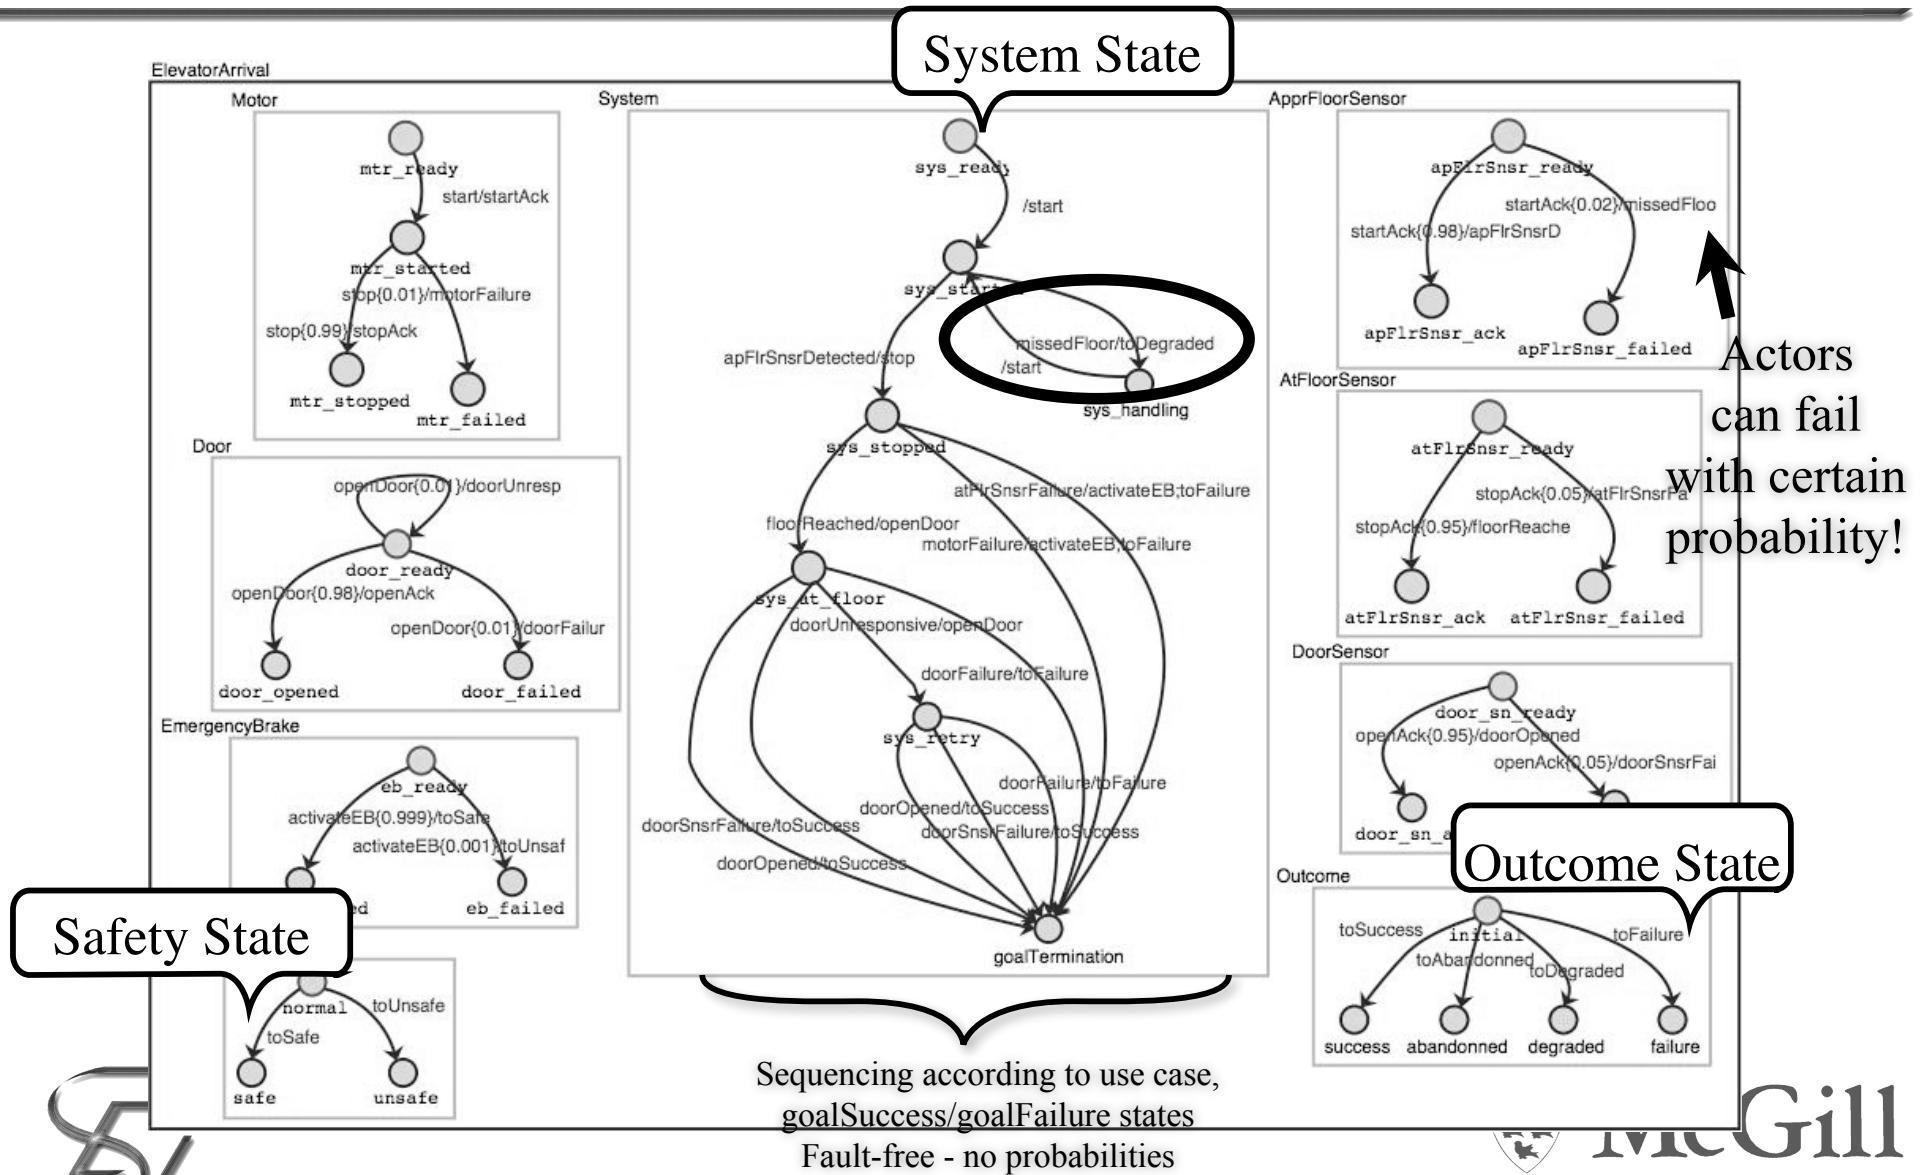 System State
ElevatorArrival
Motor
mtr_ready
start/startAck
mtr_started
stop{0.01}/motorFailure
stop{0.99}/stopAck
mtr_stopped
mtr_failed
Door
openDoor{0.01}/doorUnresp
door_ready
openDoor{0.98}/openAck
openDoor{0.01}/doorFailur
door_opened
door_failed
EmergencyBrake
eb_ready
activateEB{0.999}/toSafe
activateEB{0.001}/toUnsaf
ed
eb_failed
Safety State
normal
toUnsafe
toSafe
safe
unsafe
System
sys_ready
/start
missedFloor/toDegraded
/start
sys_handling
apFlrSnsrDetected/stop
sys_stopped
atFlrSnsrFailure/activateEB;toFailure
floorReached/openDoor
motorFailure/activateEB;toFailure
sys_at_floor
doorUnresponsive/openDoor
doorFailure/toFailure
sys_retry
doorFailure/toFailure
doorOpened/toSuccess
doorSnsrFailure/toSuccess
doorSnsrFailure/toSuccess
doorOpened/toSuccess
goalTermination
Sequencing according to use case,
goalSuccess/goalFailure states
Fault-free - no probabilities
ApprFloorSensor
apFlrSnsr_ready
startAck{0.02}/missedFloo
startAck{0.98}/apFlrSnsrD
apFlrSnsr_ack
apFlrSnsr_failed
Actors
can fail
with certain
probability!
AtFloorSensor
atFlrSnsr_ready
stopAck{0.05}/atFlrSnsrFa
stopAck{0.95}/floorReache
atFlrSnsr_ack
atFlrSnsr_failed
DoorSensor
door_sn_ready
openAck{0.95}/doorOpened
openAck{0.05}/doorSnsrFai
door_sn_a
Outcome State
Outcome
initial
toSuccess
toAbandonned
toDegraded
toFailure
success
abandonned
degraded
failure
McGill